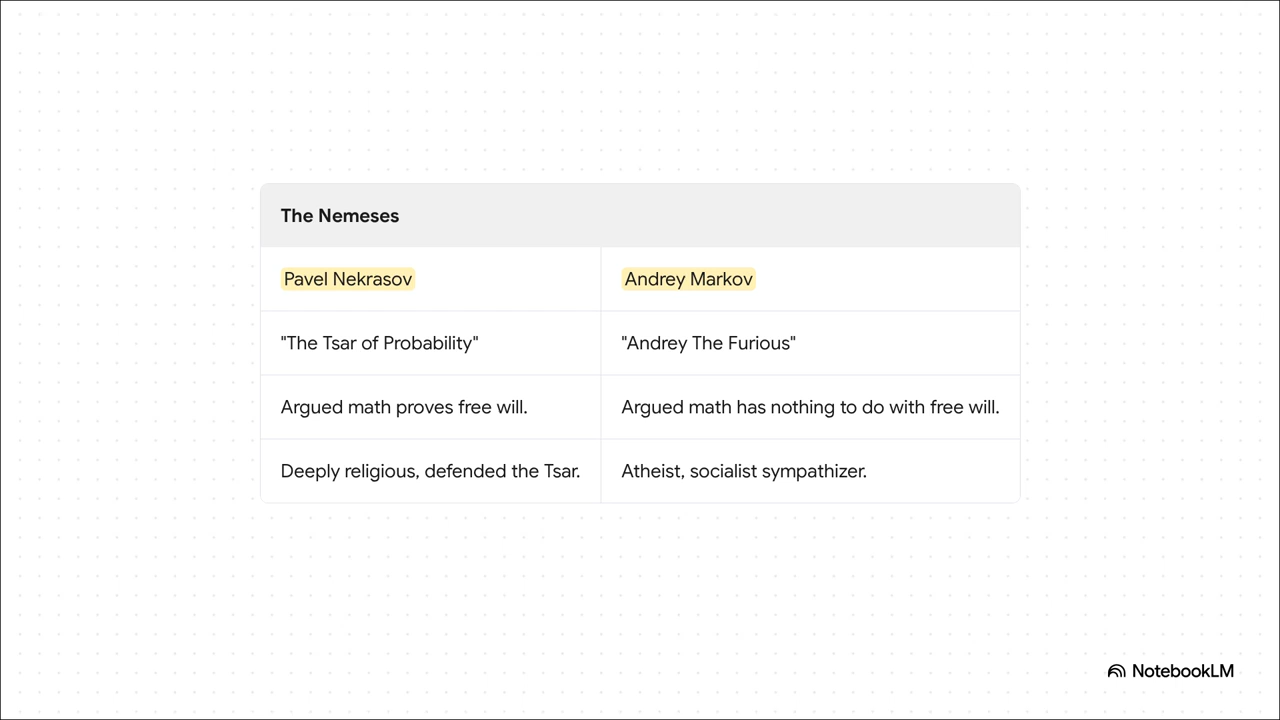 The Nemeses
Pavel Nekrasov
Andrey Markov
"The Tsar of Probability"
"Andrey The Furious"
Argued math proves free will.
Argued math has nothing to do with free will.
Deeply religious, defended the Tsar.
Atheist, socialist sympathizer.
NotebookLM